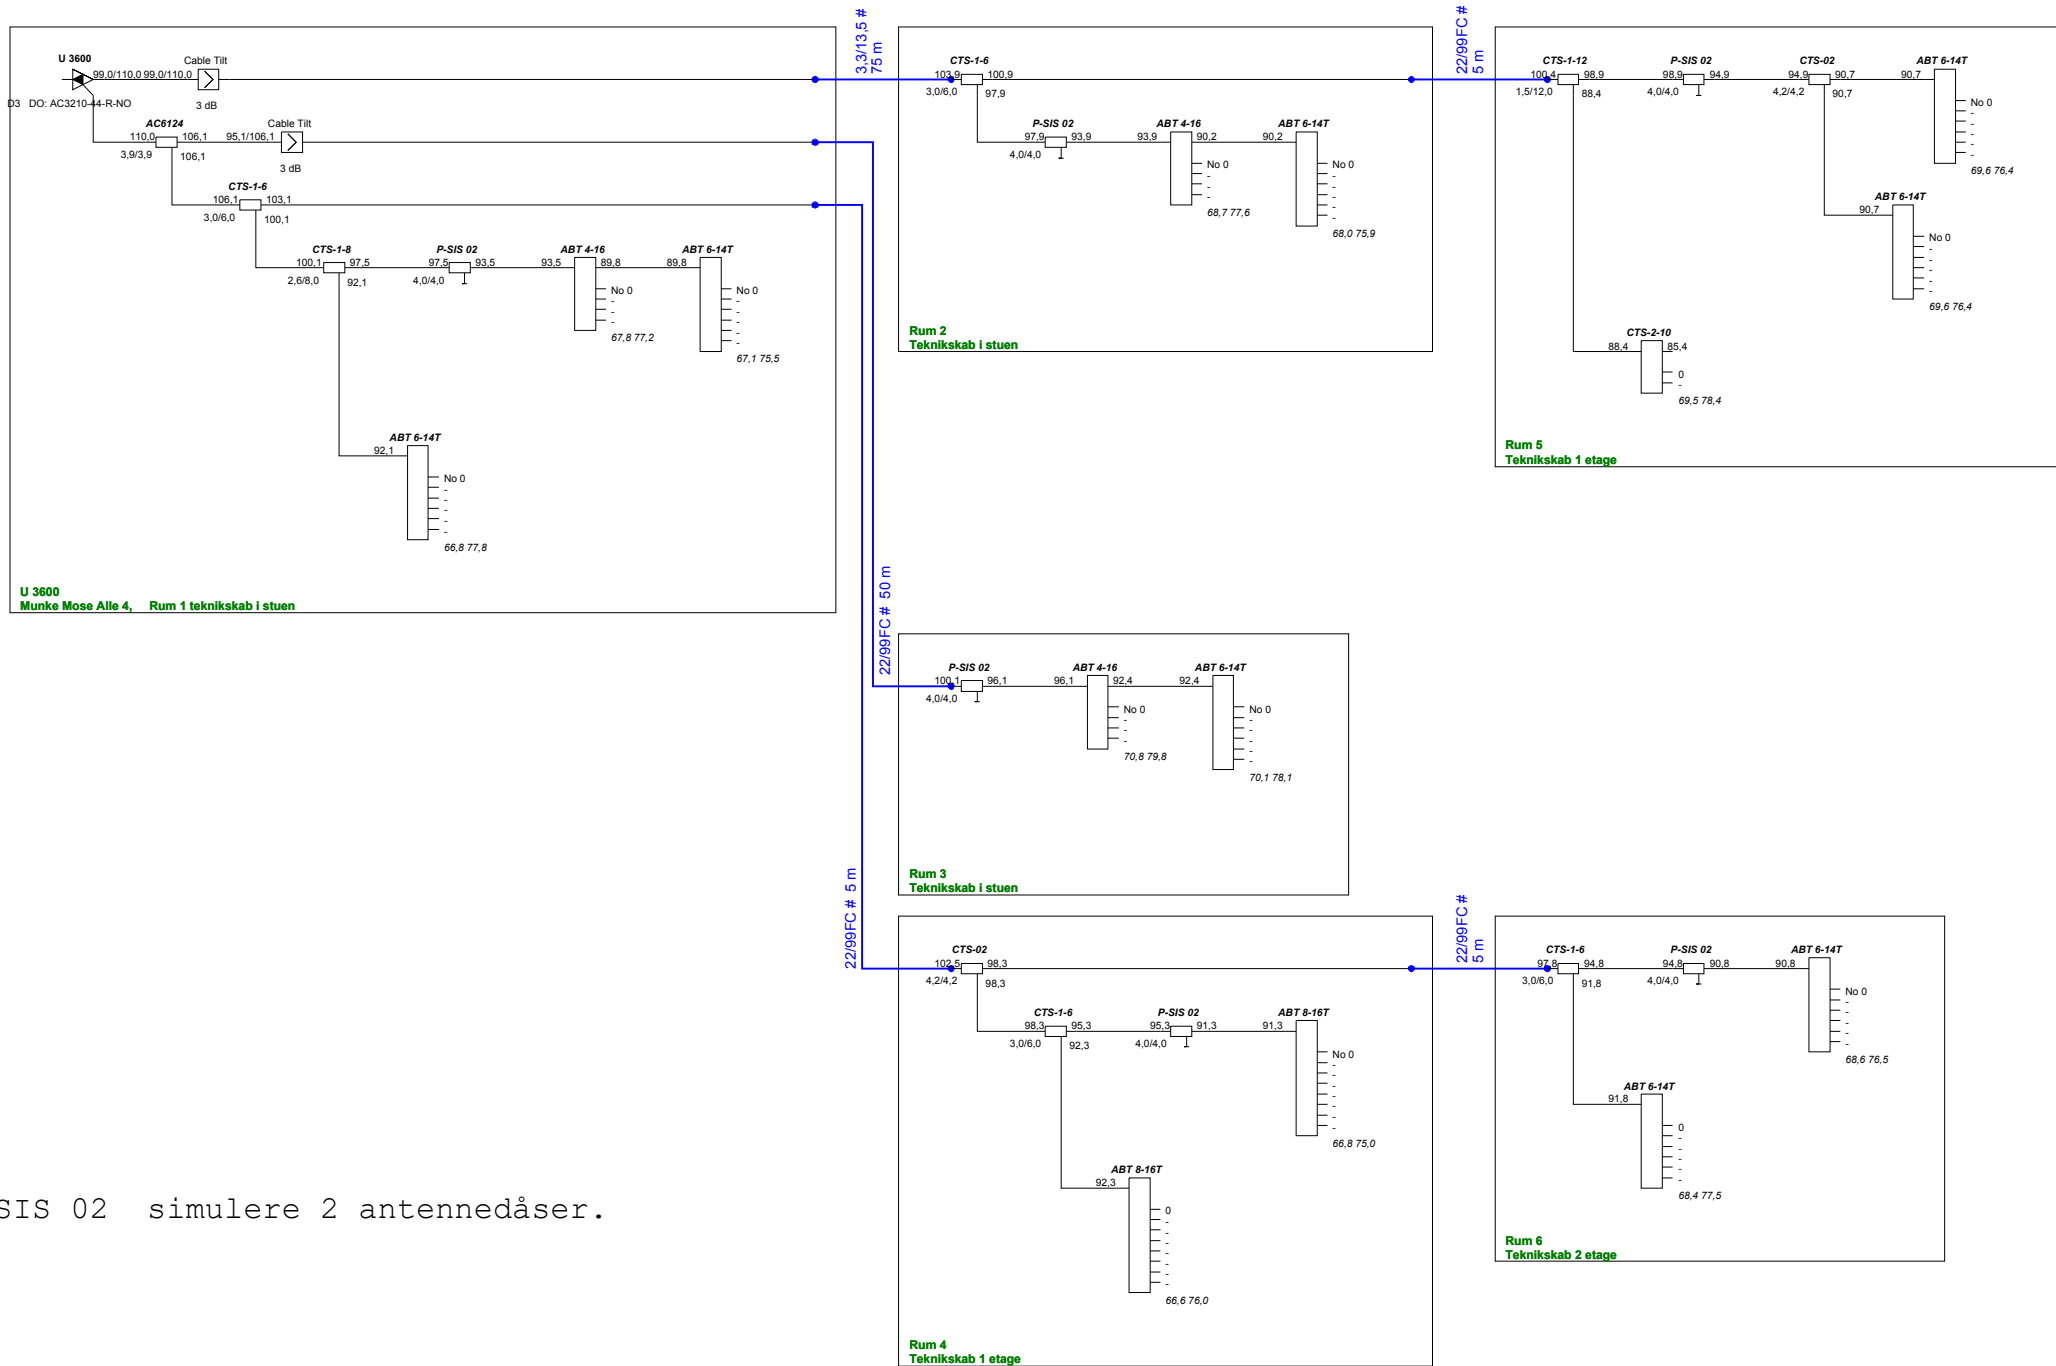 U 3600
99,0/110,0 99,0/110,0
Cable Tilt
3 dB
D3 DO: AC3210-44-R-NO
AC6124
110,0 106,1
3,9/3,9 106,1
95,1/106,1
Cable Tilt
3 dB
CTS-1-6
106,1 103,1
3,0/6,0 100,1
CTS-1-8
100,1 97,5
2,6/8,0 92,1
P-SIS 02
97,5 93,5
4,0/4,0
ABT 4-16
93,5 89,8
No 0
-
-
-
67,8 77,2
ABT 6-14T
89,8
No 0
-
-
-
-
-
67,1 75,5
ABT 6-14T
92,1
No 0
-
-
-
-
-
66,8 77,8
U 3600
Munke Mose Alle 4, Rum 1 teknikskab i stuen
3,3/13,5 #
75 m
CTS-1-6
103,9 100,9
3,0/6,0 97,9
P-SIS 02
97,9 93,9
4,0/4,0
ABT 4-16
93,9 90,2
No 0
-
-
-
68,7 77,6
ABT 6-14T
90,2
No 0
-
-
-
-
-
68,0 75,9
Rum 2
Teknikskab i stuen
22/99FC #
5 m
CTS-1-12
100,4 98,9
1,5/12,0 88,4
P-SIS 02
98,9 94,9
4,0/4,0
CTS-02
94,9 90,7
4,2/4,2 90,7
ABT 6-14T
90,7
No 0
-
-
-
-
-
69,6 76,4
ABT 6-14T
90,7
No 0
-
-
-
-
-
69,6 76,4
CTS-2-10
88,4 85,4
0
-
69,5 78,4
Rum 5
Teknikskab 1 etage
22/99FC # 50 m
P-SIS 02
100,1 96,1
4,0/4,0
ABT 4-16
96,1 92,4
No 0
-
-
-
70,8 79,8
ABT 6-14T
92,4
No 0
-
-
-
-
-
70,1 78,1
Rum 3
Teknikskab i stuen
22/99FC # 5 m
CTS-02
102,5 98,3
4,2/4,2 98,3
CTS-1-6
98,3 95,3
3,0/6,0 92,3
P-SIS 02
95,3 91,3
4,0/4,0
ABT 8-16T
91,3
No 0
-
-
-
-
-
-
-
66,8 75,0
ABT 8-16T
92,3
0
-
-
-
-
-
-
-
66,6 76,0
Rum 4
Teknikskab 1 etage
22/99FC #
5 m
CTS-1-6
97,8 94,8
3,0/6,0 91,8
P-SIS 02
94,8 90,8
4,0/4,0
ABT 6-14T
90,8
No 0
-
-
-
-
-
68,6 76,5
ABT 6-14T
91,8
0
-
-
-
-
-
68,4 77,5
Rum 6
Teknikskab 2 etage
SIS 02 simulere 2 antennedåser.